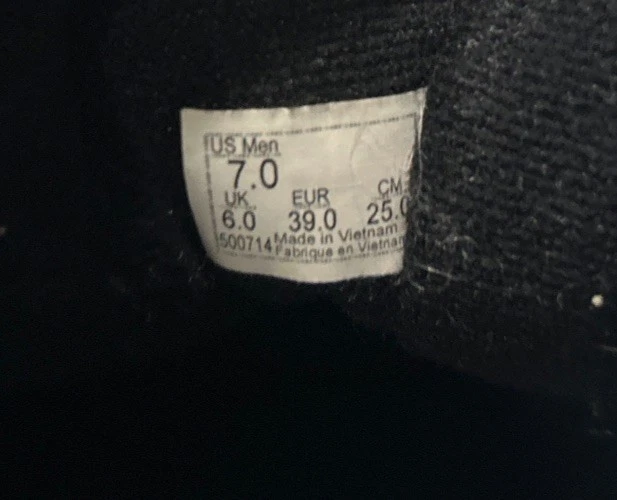 US Men
7.0
UK EUR CM
6.0 39.0 25.0
500714 Made in Vietnam
Fabrique en Vietnam